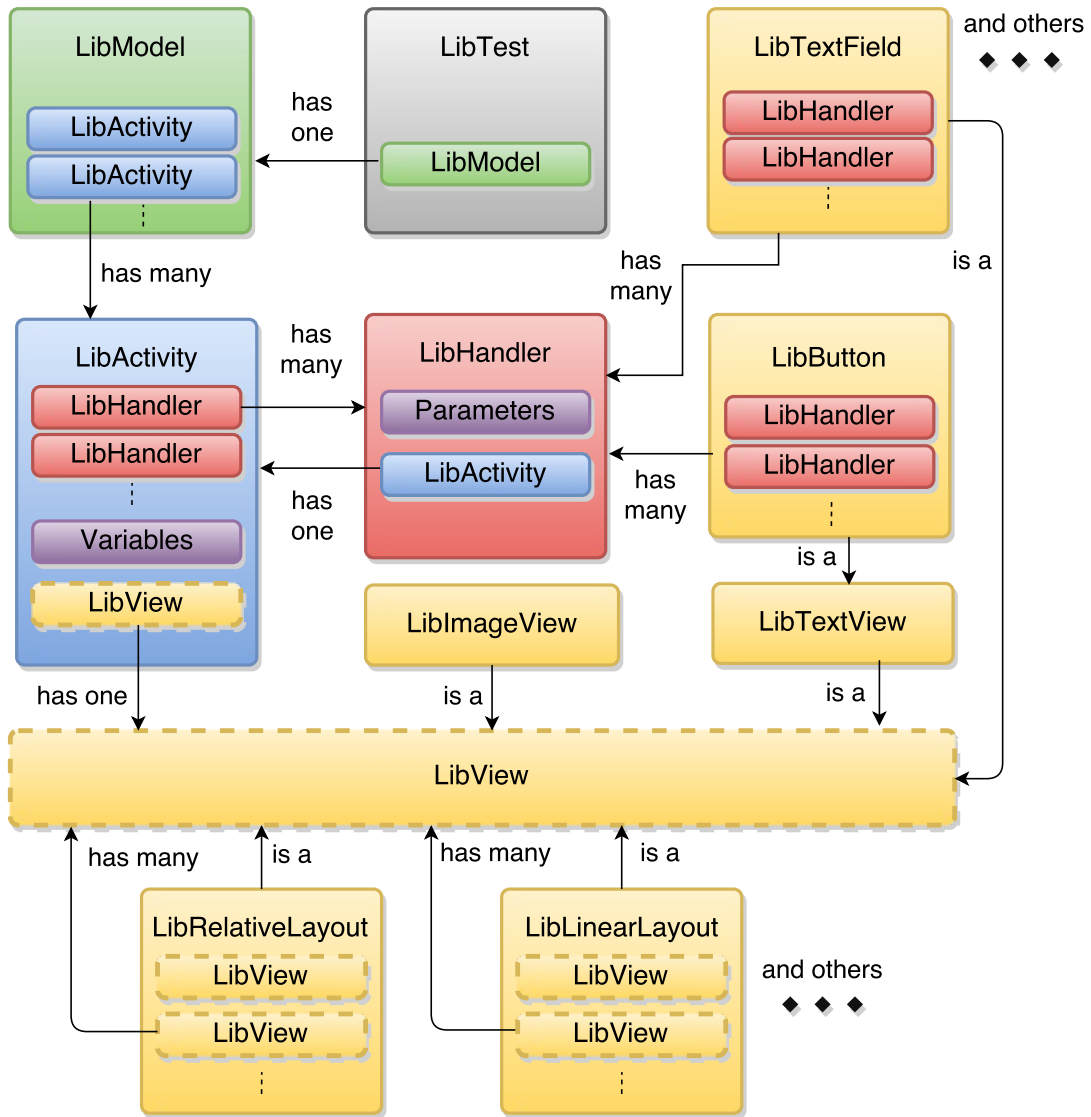 LibModel
LibActivity
LibActivity
LibTest
LibModel
has
one
LibTextField
LibHandler
LibHandler
and others
has many
has
many
is a
LibActivity
LibHandler
LibHandler
Variables
LibView
has
many
has
one
LibHandler
Parameters
LibActivity
has
many
LibButton
LibHandler
LibHandler
is a
LibImageView
LibTextView
has one
is a
is a
LibView
has many
is a
has many
is a
LibRelativeLayout
LibView
LibView
LibLinearLayout
LibView
LibView
and others